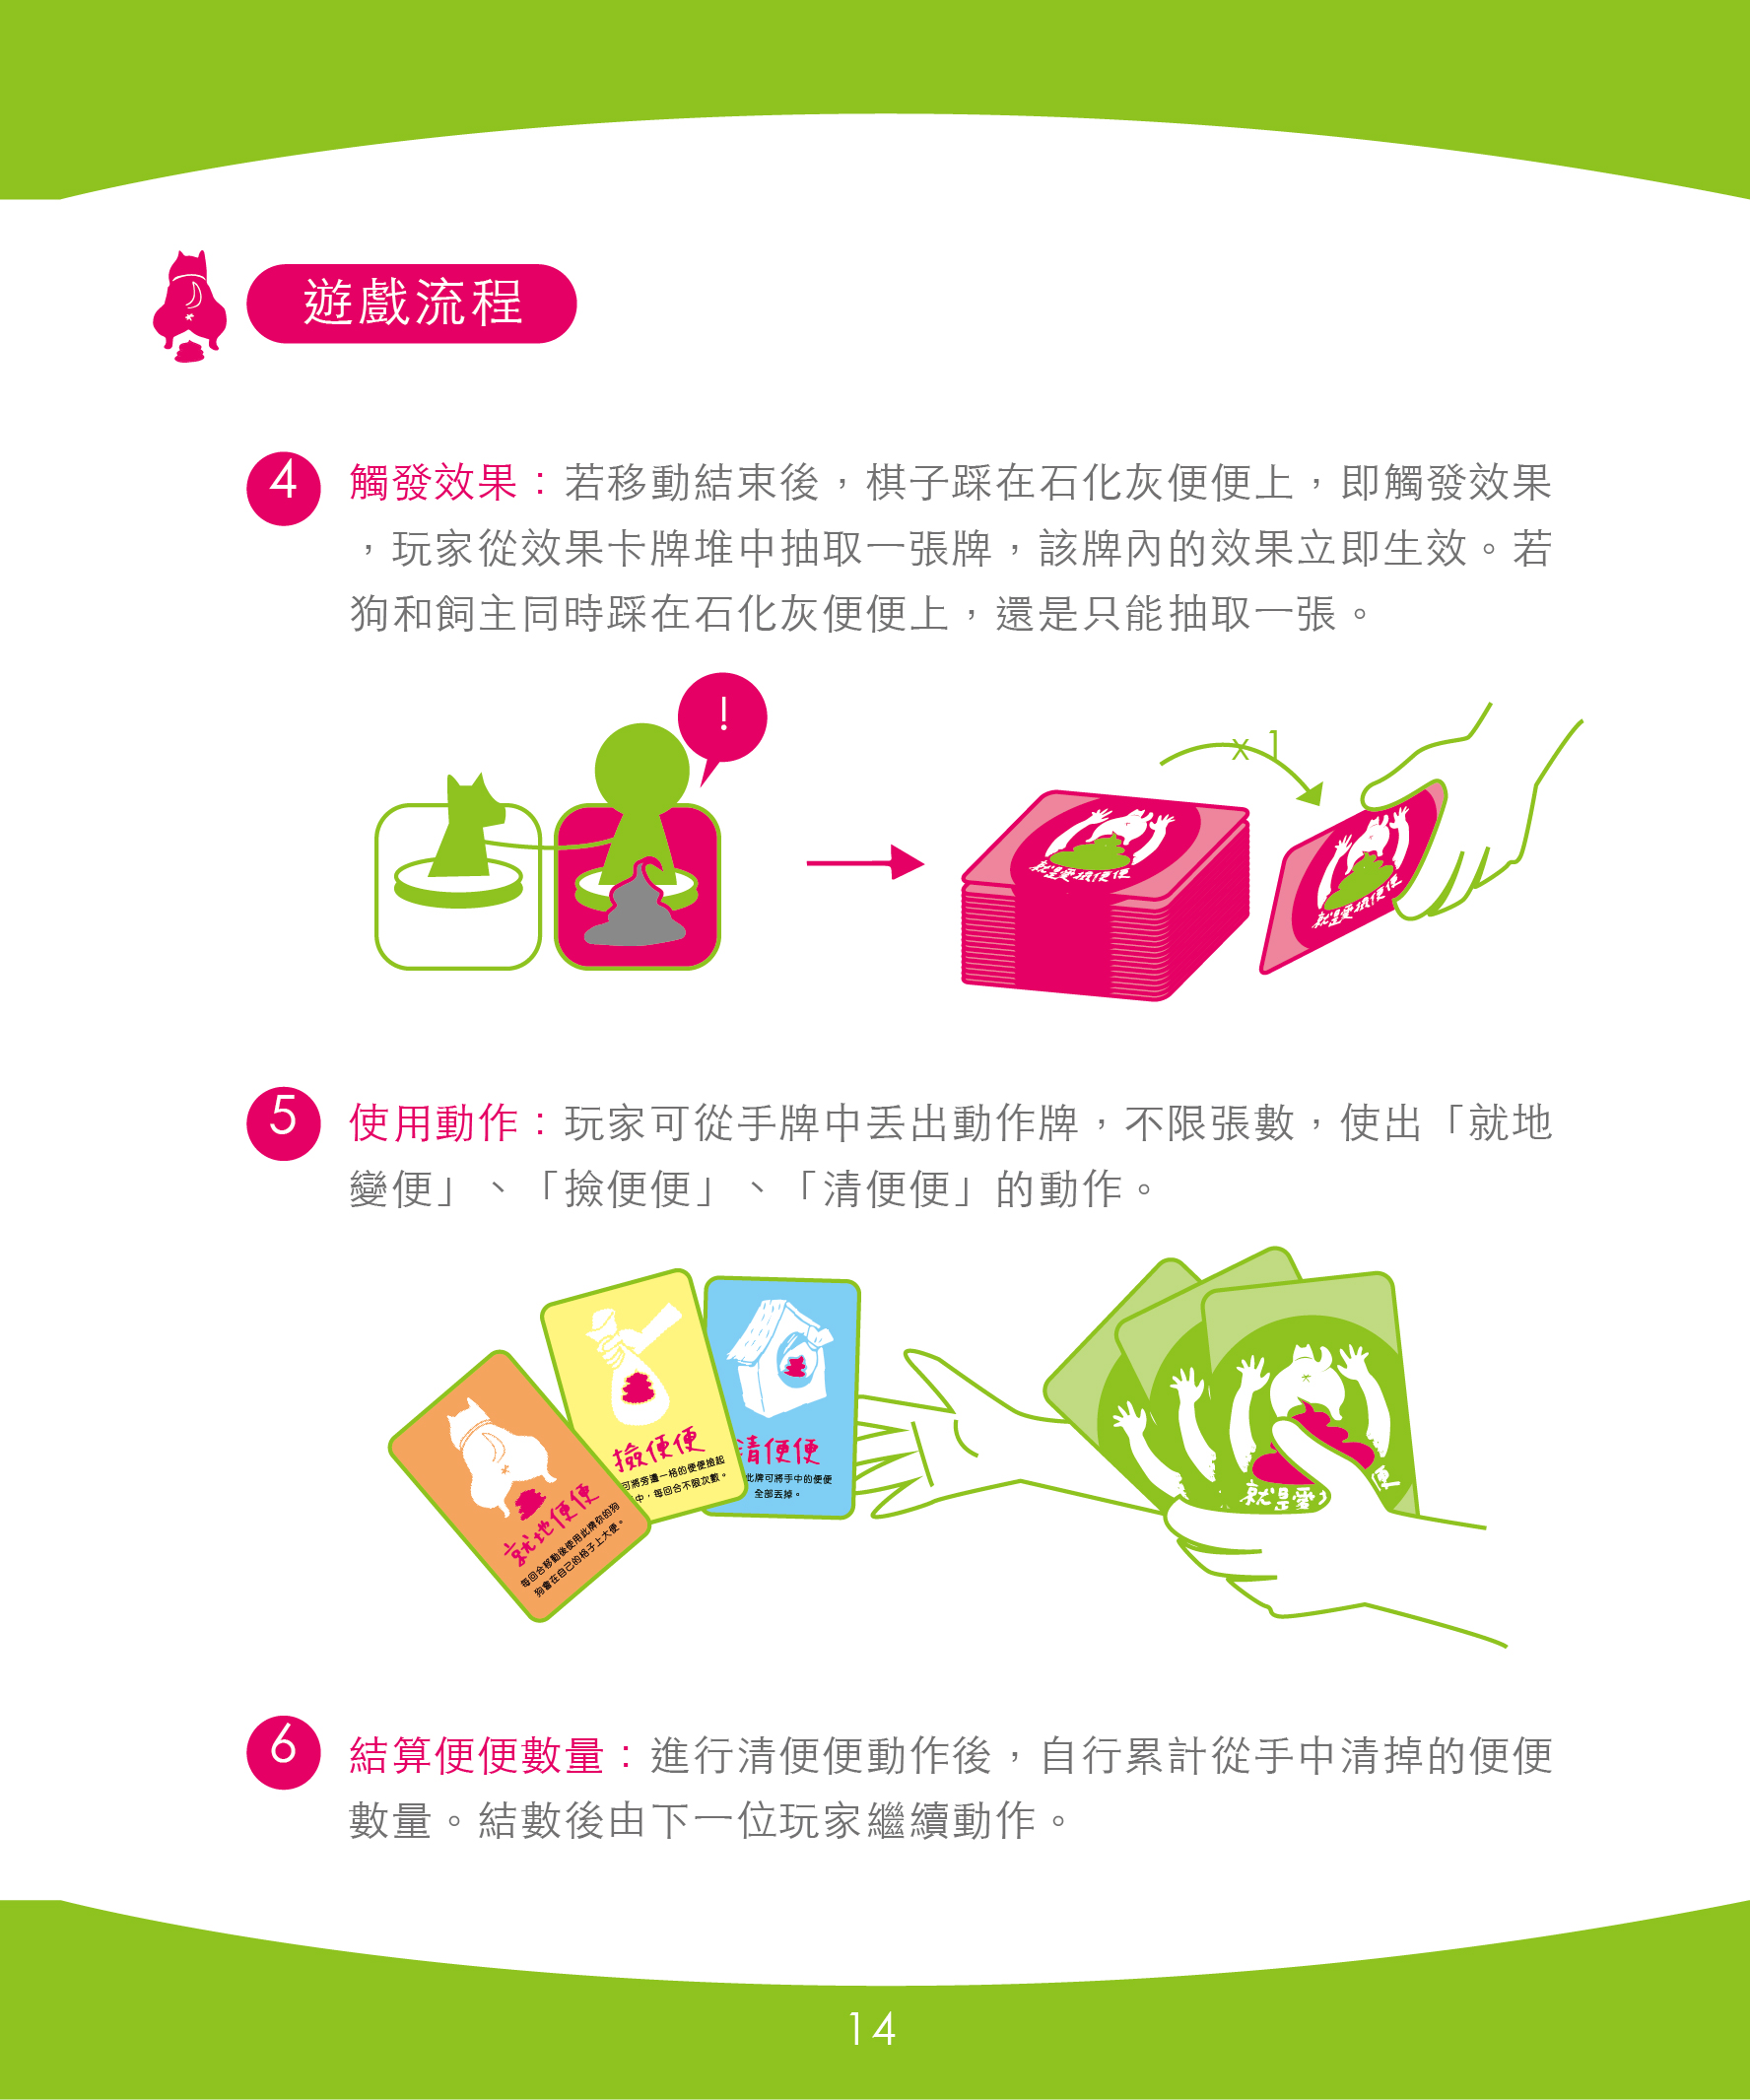 遊戲流程
4
觸發效果：若移動結束後，棋子踩在石化灰便便上，即觸發效果
，玩家從效果卡牌堆中抽取一張牌，該牌內的效果立即生效。若
狗和飼主同時踩在石化灰便便上，還是只能抽取一張。
!
x 1
就是愛撿便便
就是愛撿便便
5
使用動作：玩家可從手牌中丟出動作牌，不限張數，使出「就地
變便」、「撿便便」、「清便便」的動作。
清便便
此牌可將手中的便便
全部丟掉。
撿便便
可將旁邊一格的便便撿起
中，每回合不限次數。
就地便便
每回合移動後使用此牌你的狗
狗會在自己的格子上大便。
就是愛
便
6
結算便便數量：進行清便便動作後，自行累計從手中清掉的便便
數量。結數後由下一位玩家繼續動作。
14